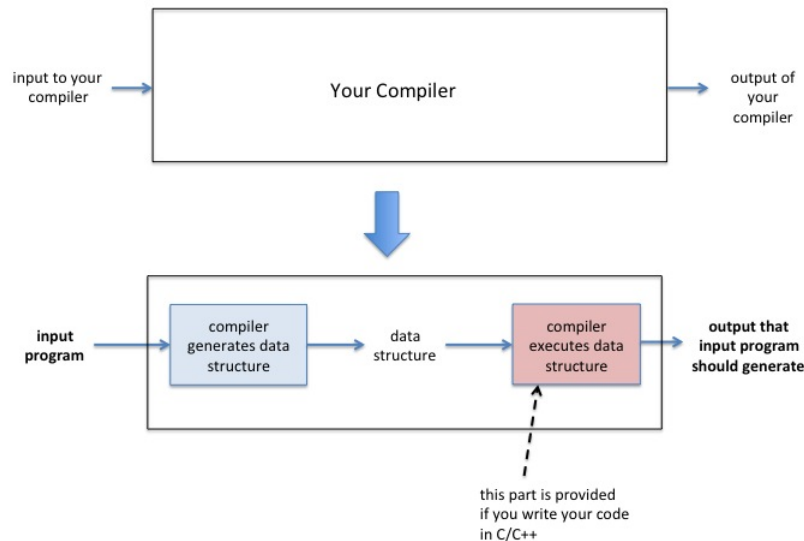 input to your
compiler
Your Compiler
output of
your
compiler
input
program
compiler
generates data
structure
data
structure
compiler
executes data
structure
output that
input program
should generate
this part is provided
if you write your code
in C/C++